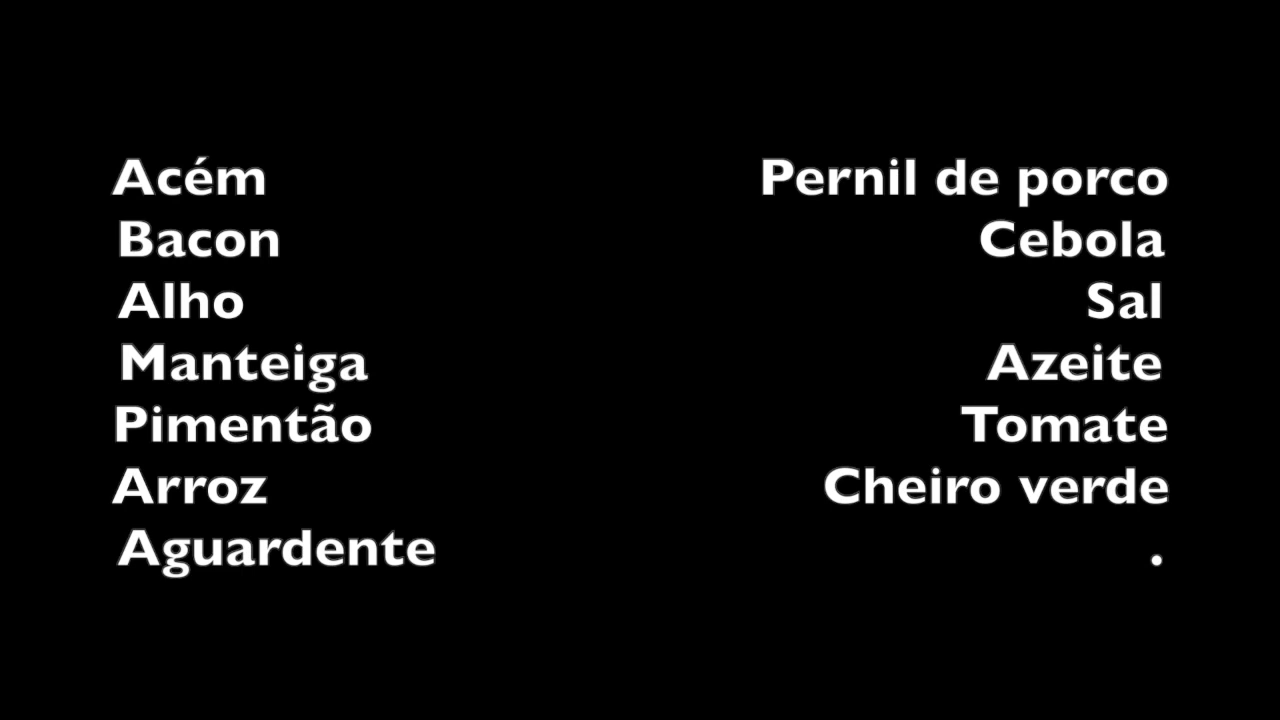 Acém Pernil de porco
Bacon Cebola
Alho Sal
Manteiga Azeite
Pimentão Tomate
Arroz Cheiro verde
Aguardente .